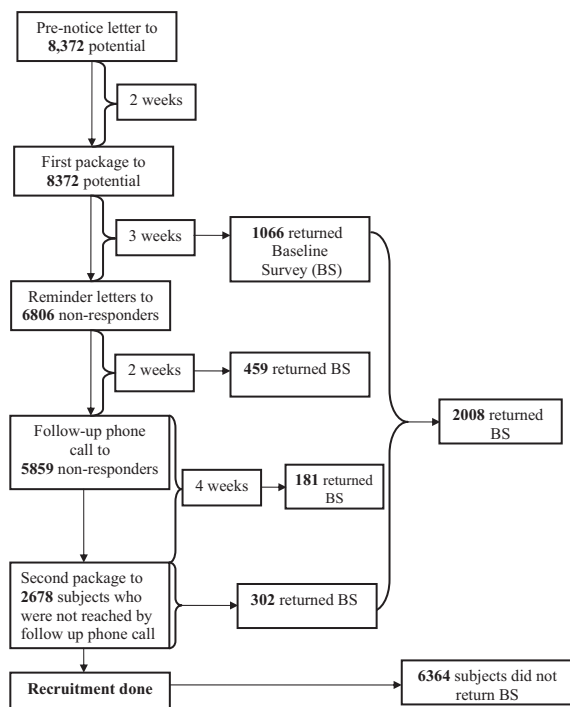 Pre-notice letter to
8,372 potential
2 weeks
First package to
8372 potential
3 weeks
1066 returned
Baseline
Survey (BS)
Reminder letters to
6806 non-responders
2 weeks
459 returned BS
2008 returned
BS
Follow-up phone
call to
5859 non-responders
4 weeks
181 returned
BS
Second package to
2678 subjects who
were not reached by
follow up phone call
302 returned BS
Recruitment done
6364 subjects did not
return BS